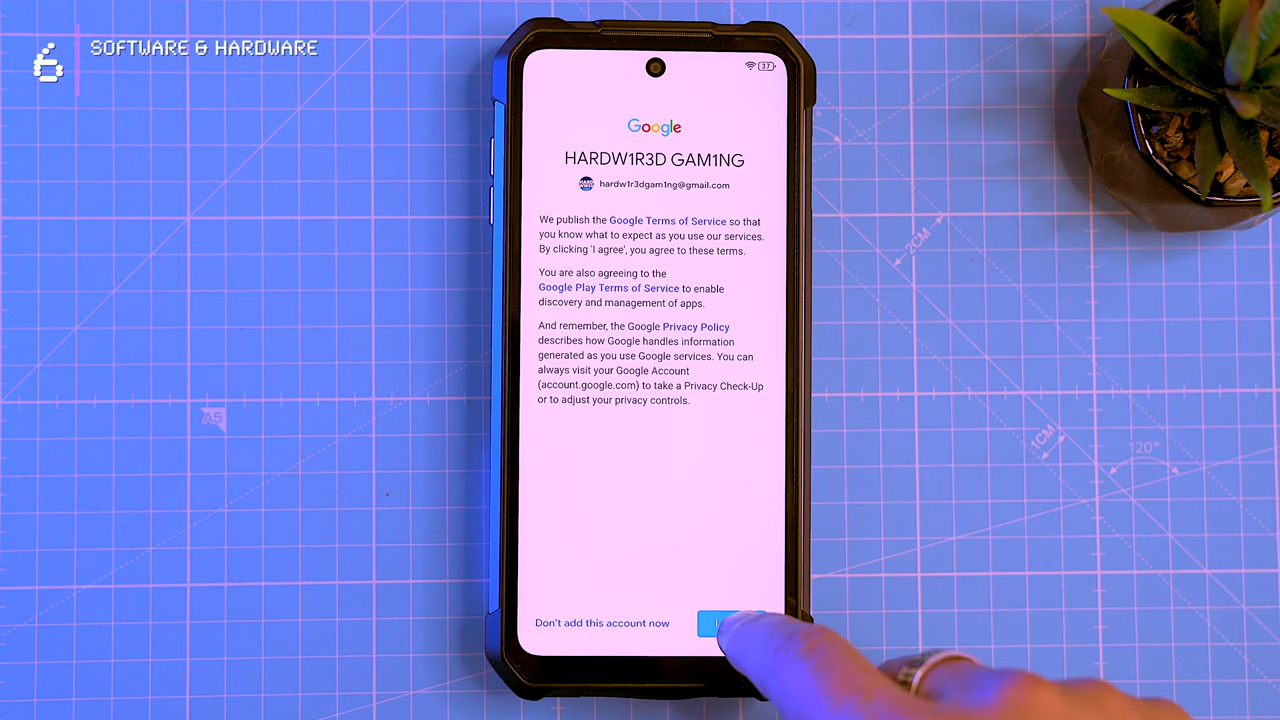 SOFTWARE & HARDWARE
37
Google
HARDW1R3D GAM1NG
hardw1r3dgam1ng@gmail.com
We publish the Google Terms of Service so that
you know what to expect as you use our services.
By clicking 'I agree', you agree to these terms.
You are also agreeing to the
Google Play Terms of Service to enable
discovery and management of apps.
And remember, the Google Privacy Policy
describes how Google handles information
generated as you use Google services. You can
always visit your Google Account
(account.google.com) to take a Privacy Check-Up
or to adjust your privacy controls.
Don't add this account now
2CM
A5
1CM
120°